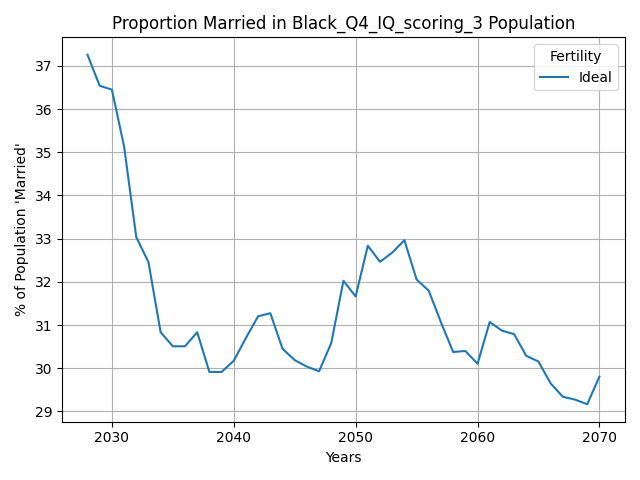 Proportion Married in Black_Q4_IQ_scoring_3 Population
Fertility
Ideal
% of Population 'Married'
37
36
35
34
33
32
31
30
29
2030
2040
2050
2060
2070
Years